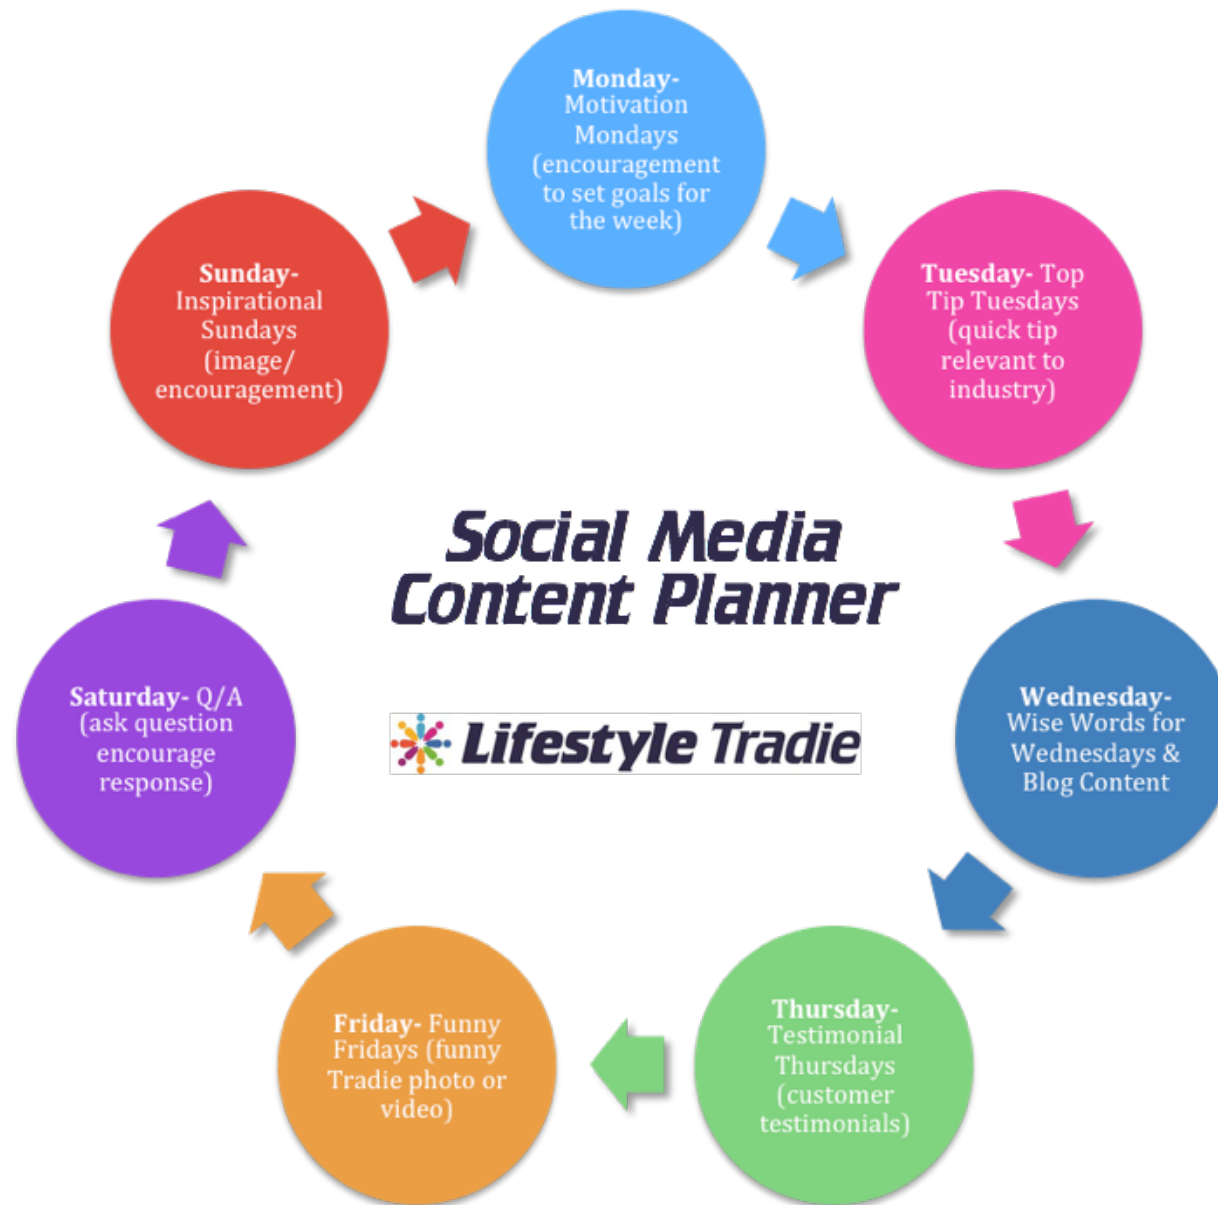 Monday-
Motivation
Mondays
(encouragement
to set goals for
the week)
Tuesday- Top
Tip Tuesdays
(quick tip
relevant to
industry)
Wednesday-
Wise Words for
Wednesdays &
Blog Content
Thursday-
Testimonial
Thursdays
(customer
testimonials)
Friday- Funny
Fridays (funny
Tradie photo or
video)
Saturday- Q/A
(ask question
encourage
response)
Sunday-
Inspirational
Sundays
(image/
encouragement)
Social Media
Content Planner
Lifestyle Tradie